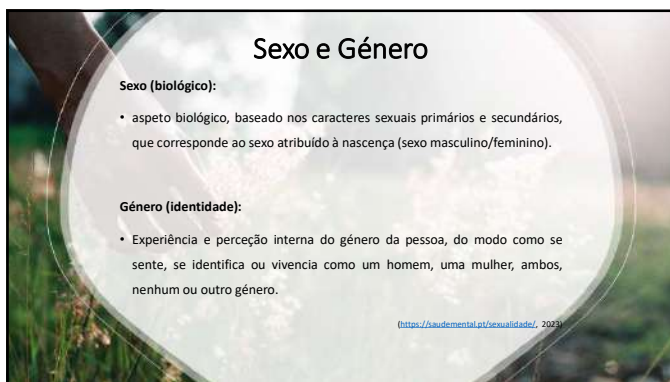 Sexo e Género
Sexo (biológico):
• aspeto biológico, baseado nos caracteres sexuais primários e secundários,
que corresponde ao sexo atribuído à nascença (sexo masculino/feminino).
Género (identidade):
• Experiência e perceção interna do género da pessoa, do modo como se
sente, se identifica ou vivencia como um homem, uma mulher, ambos,
nenhum ou outro género.
(https://saudemental.pt/sexualidade/, 2023)